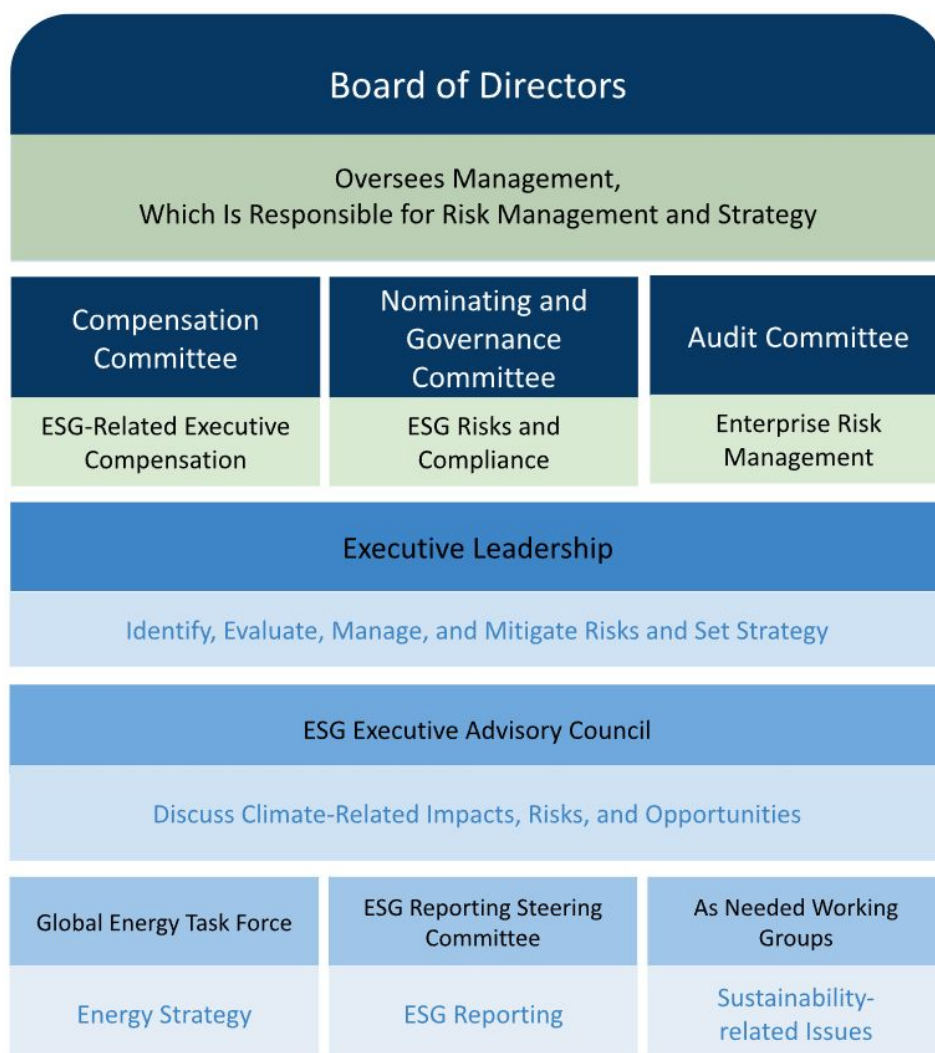 Board of Directors
Oversees Management,
Which Is Responsible for Risk Management and Strategy
Compensation
Committee
Nominating and
Governance
Committee
Audit Committee
ESG-Related Executive
Compensation
ESG Risks and
Compliance
Enterprise Risk
Management
Executive Leadership
Identify, Evaluate, Manage, and Mitigate Risks and Set Strategy
ESG Executive Advisory Council
Discuss Climate-Related Impacts, Risks, and Opportunities
Global Energy Task Force
ESG Reporting Steering
Committee
As Needed Working
Groups
Energy Strategy
ESG Reporting
Sustainability-
related Issues